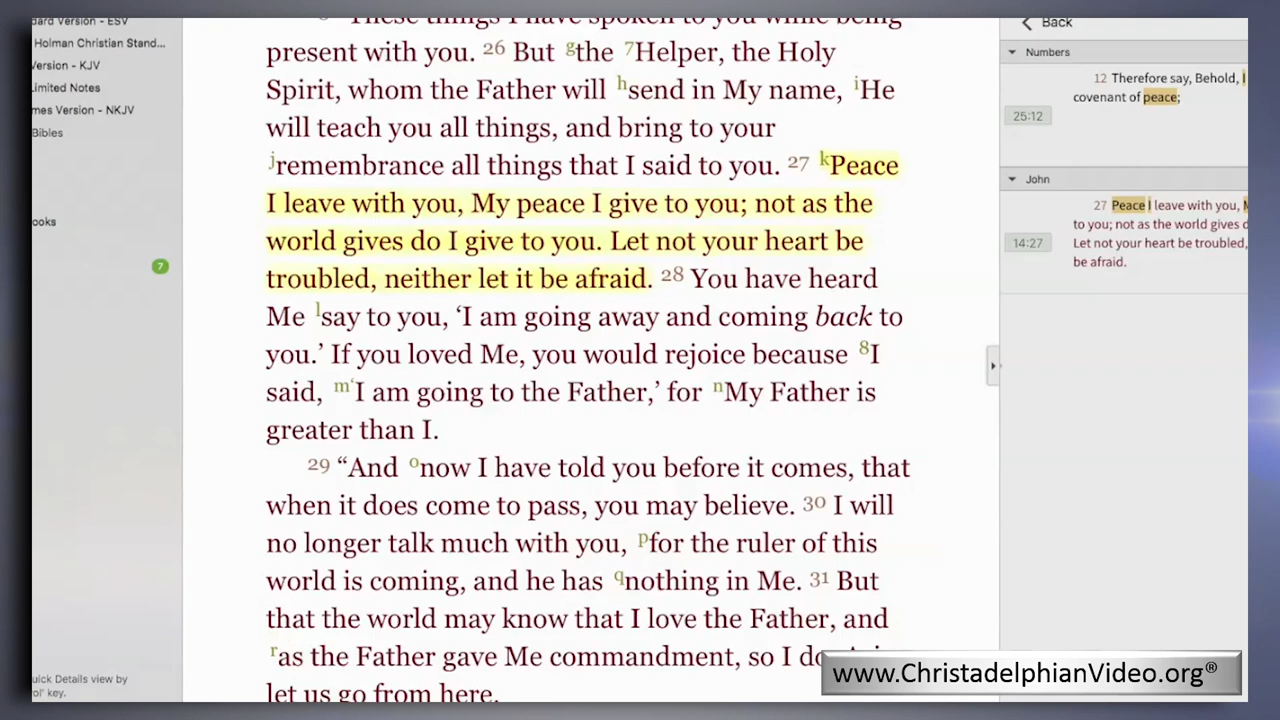 dard Version - ESV
Holman Christian Stand...
Version - KJV
Limited Notes
mes Version - NKJV
Bibles
ooks
7
Quick Details view by
rol' key.
“These things I have spoken to you while being
present with you. 26 But gthe 7Helper, the Holy
Spirit, whom the Father will hsend in My name, iHe
will teach you all things, and bring to your
jremembrance all things that I said to you. 27 kPeace
I leave with you, My peace I give to you; not as the
world gives do I give to you. Let not your heart be
troubled, neither let it be afraid. 28 You have heard
Me lsay to you, ‘I am going away and coming back to
you.’ If you loved Me, you would rejoice because 8I
said, m‘I am going to the Father,’ for nMy Father is
greater than I.
29 “And onow I have told you before it comes, that
when it does come to pass, you may believe. 30 I will
no longer talk much with you, pfor the ruler of this
world is coming, and he has qnothing in Me. 31 But
that the world may know that I love the Father, and
ras the Father gave Me commandment, so I do
let us go from here.
Back
Numbers
12 Therefore say, Behold, I
covenant of peace;
25:12
John
27 Peace I leave with you, M
to you; not as the world gives d
14:27
Let not your heart be troubled,
be afraid.
www.ChristadelphianVideo.org®